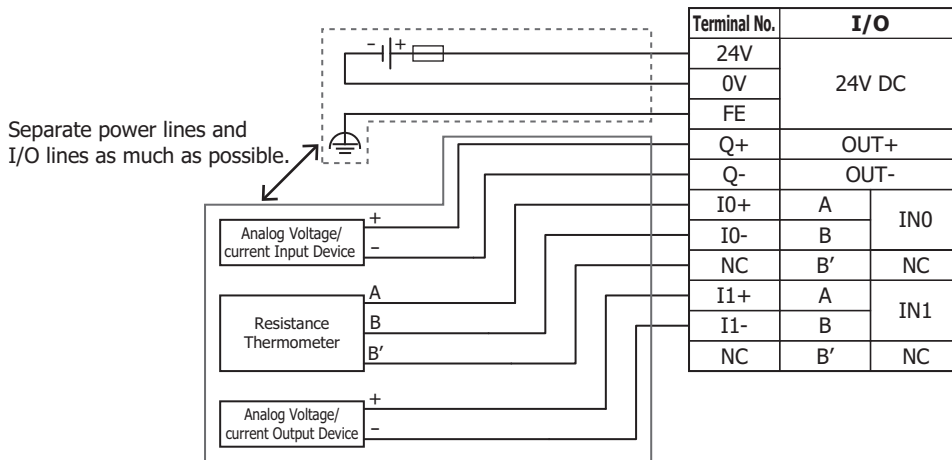 Terminal No. I/O
24V
0V 24V DC
FE
Q+ OUT+
Q- OUT-
I0+ A IN0
I0- B
NC B′ NC
I1+ A IN1
I1- B
NC B′ NC
– +
Separate power lines and
I/O lines as much as possible.
Analog Voltage/
current Input Device
+
–
Resistance
Thermometer
A
B
B′
Analog Voltage/
current Output Device
+
–